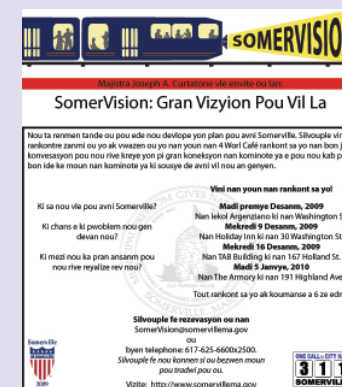 SOMERVISIO
Majistra Joseph A. Curtatone vle envite ou lan:
SomerVision: Gran Vizyion Pou Vil La
Nou ta renmen tande ou pou ede nou devlope yon plan pou avni Somerville. Silvouple vin
rankontre zanmi ou yo ak vwazen ou yo nan youn nan 4 Worl Café rankont sa yo nan bon j
konvesasyon pou nou rive kreye yon pi gran koneksyon nan kominote ya e pou nou kab p
bon ide ke moun nan kominote ya ki sousye de avni vil nou an genyen.
Vini nan youn nan rankont sa yo!
Ki sa nou vle pou avni Somerville?
Ki chans e ki pwoblem nou gen
devan nou?
Ki mezi nou ka pran ansanm pou
nou rive reyalize rev nou?
Madi premye Desanm, 2009
Nan lekol Argenziano ki nan Washington S
Mekredi 9 Desanm, 2009
Nan Holiday Inn ki nan 30 Washington St.
Mekredi 16 Desanm, 2009
Nan TAB Building ki nan 167 Holland St.
Madi 5 Janvye, 2010
Nan The Armory ki nan 191 Highland Ave
Tout rankont sa yo ak koumanse a 6 ze edm
Silvouple fe rezevasyon ou nan
SomerVision@somervillema.gov
ou
byen telephone: 617-625-6600x2500.
Silvouple fe nou konnen si ou bezwen moun
pou tradwi pou ou.
Vizite: http://www.somervillema.gov
Somerville
2009
ONE CALL
311
SOMERVILL